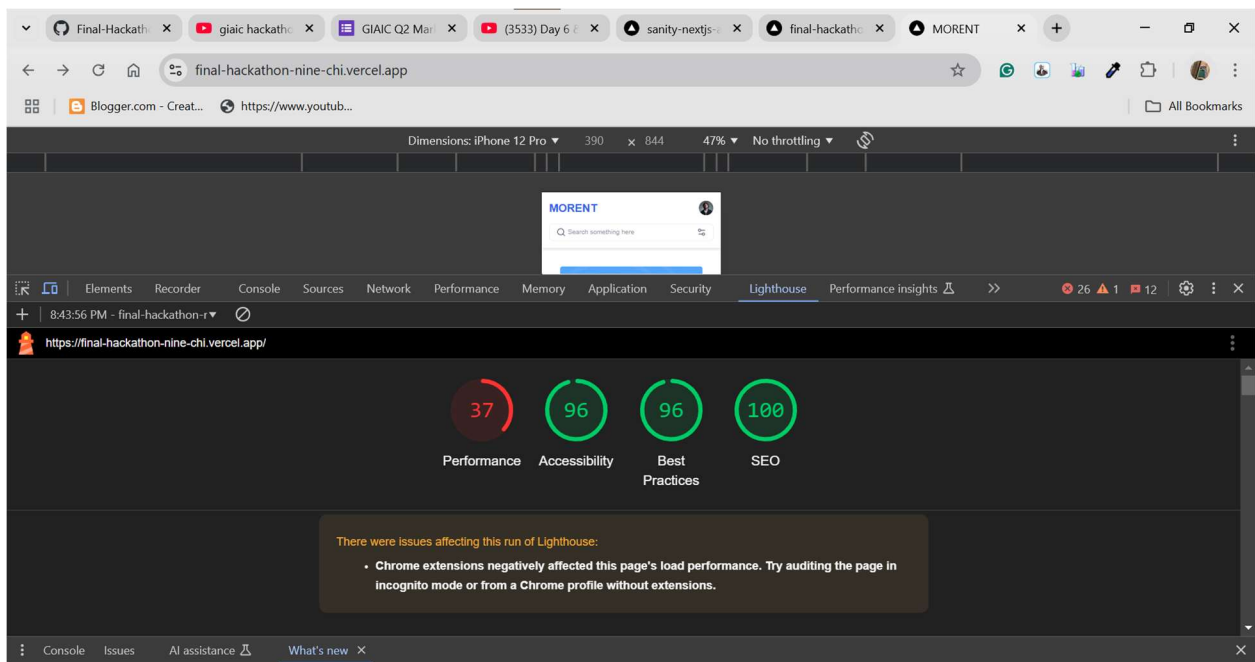 Final-Hackath
giaic hackatho
GIAIC Q2 Mar
(3533) Day 6 &
sanity-nextjs-a
final-hackatho
MORENT
final-hackathon-nine-chi.vercel.app
Blogger.com - Creat...
https://www.youtub...
All Bookmarks
Dimensions: iPhone 12 Pro ▼ 390 × 844 47% ▼ No throttling ▼
MORENT
Search something here
Elements Recorder Console Sources Network Performance Memory Application Security Lighthouse Performance insights >> 26 1 12
8:43:56 PM - final-hackathon-r▼
https://final-hackathon-nine-chi.vercel.app/
37 96 96 100
Performance Accessibility Best Practices SEO
There were issues affecting this run of Lighthouse:
• Chrome extensions negatively affected this page's load performance. Try auditing the page in
incognito mode or from a Chrome profile without extensions.
Console Issues AI assistance What's new ×